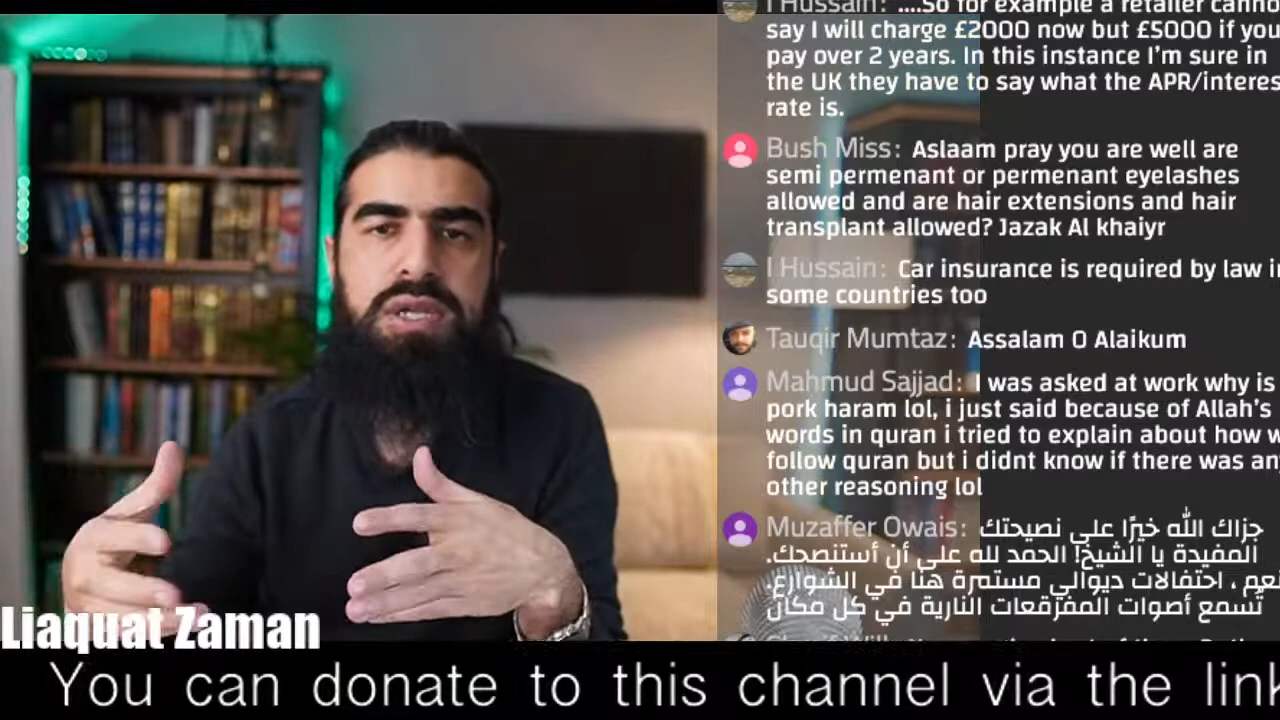 I Hussain: ....So for example a retailer
say I will charge £2000 now but £5000 if you
pay over 2 years. In this instance I'm sure in
the UK they have to say what the
rate is.
Bush Miss: Aslaam pray you are well are
semi permenant or permenant eyelashes
allowed and are hair extensions and hair
transplant allowed? Jazak Al khaiyr
I Hussain: Car insurance is required by law
some countries too
Tauqir Mumtaz: Assalam O Alaikum
Mahmud Sajjad: I was asked at work why is
pork haram lol, i just said because of Allah's
words in quran i tried to explain about how
follow quran but i didnt know if there was
other reasoning lol
Muzaffer Owais: جزاك الله خيرًا على نصيحتك
المفيدة يا الشيخ! الحمد لله على أن أستنصحك.
نعم ، احتفالات ديوالي مستمرة هنا في الشوارع
تُسمع أصوات المفرقعات النارية في كل مكان
Liaquat Zaman
You can donate to this channel via the link